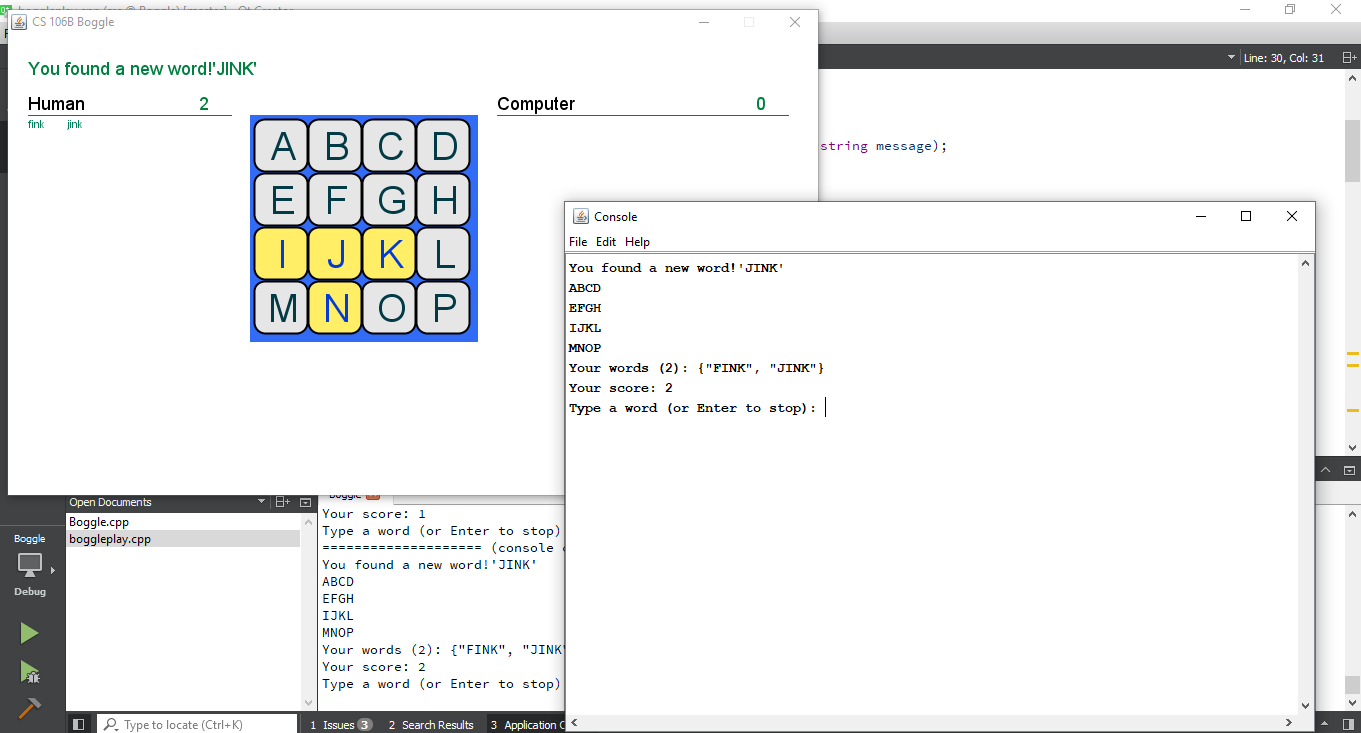 CS 106B Boggle
You found a new word!'JINK'
Human 2
fink jink
Computer 0
A B C D
E F G H
I J K L
M N O P
Line: 30, Col: 31
string message);
Console
File Edit Help
You found a new word!'JINK'
ABCD
EFGH
IJKL
MNOP
Your words (2): {"FINK", "JINK"}
Your score: 2
Type a word (or Enter to stop):
Open Documents
Boggle.cpp
boggleplay.cpp
Boggle
Debug
Boggle
Your score: 1
Type a word (or Enter to stop)
==================== (console
You found a new word!'JINK'
ABCD
EFGH
IJKL
MNOP
Your words (2): {"FINK", "JINK"
Your score: 2
Type a word (or Enter to stop)
Type to locate (Ctrl+K)
1 Issues 3
2 Search Results
3 Application